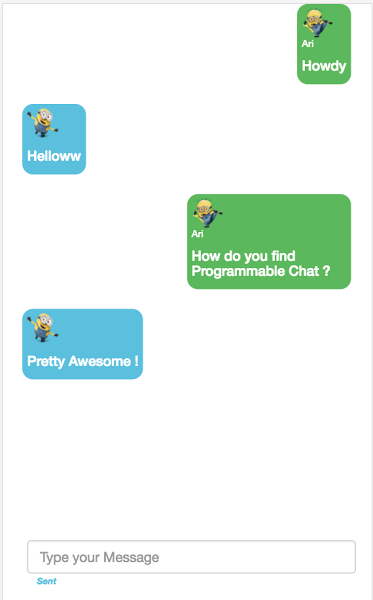 Ari
Howdy
Helloww
Ari
How do you find
Programmable Chat ?
Pretty Awesome !
Type your Message
Sent